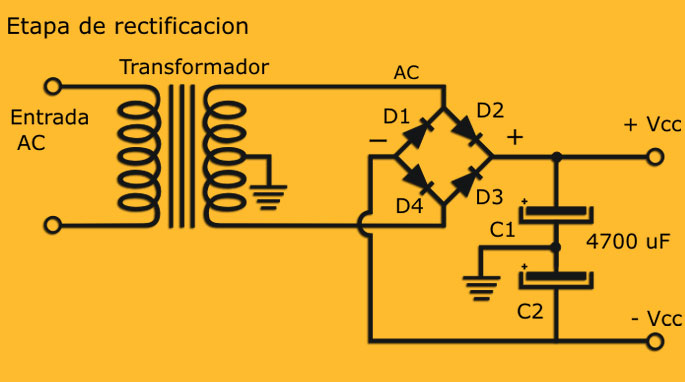 Etapa de rectificacion
Transformador
AC
Entrada
AC
D1
D2
D4
D3
−
+
+ Vcc
+
C1
4700 uF
+
C2
- Vcc